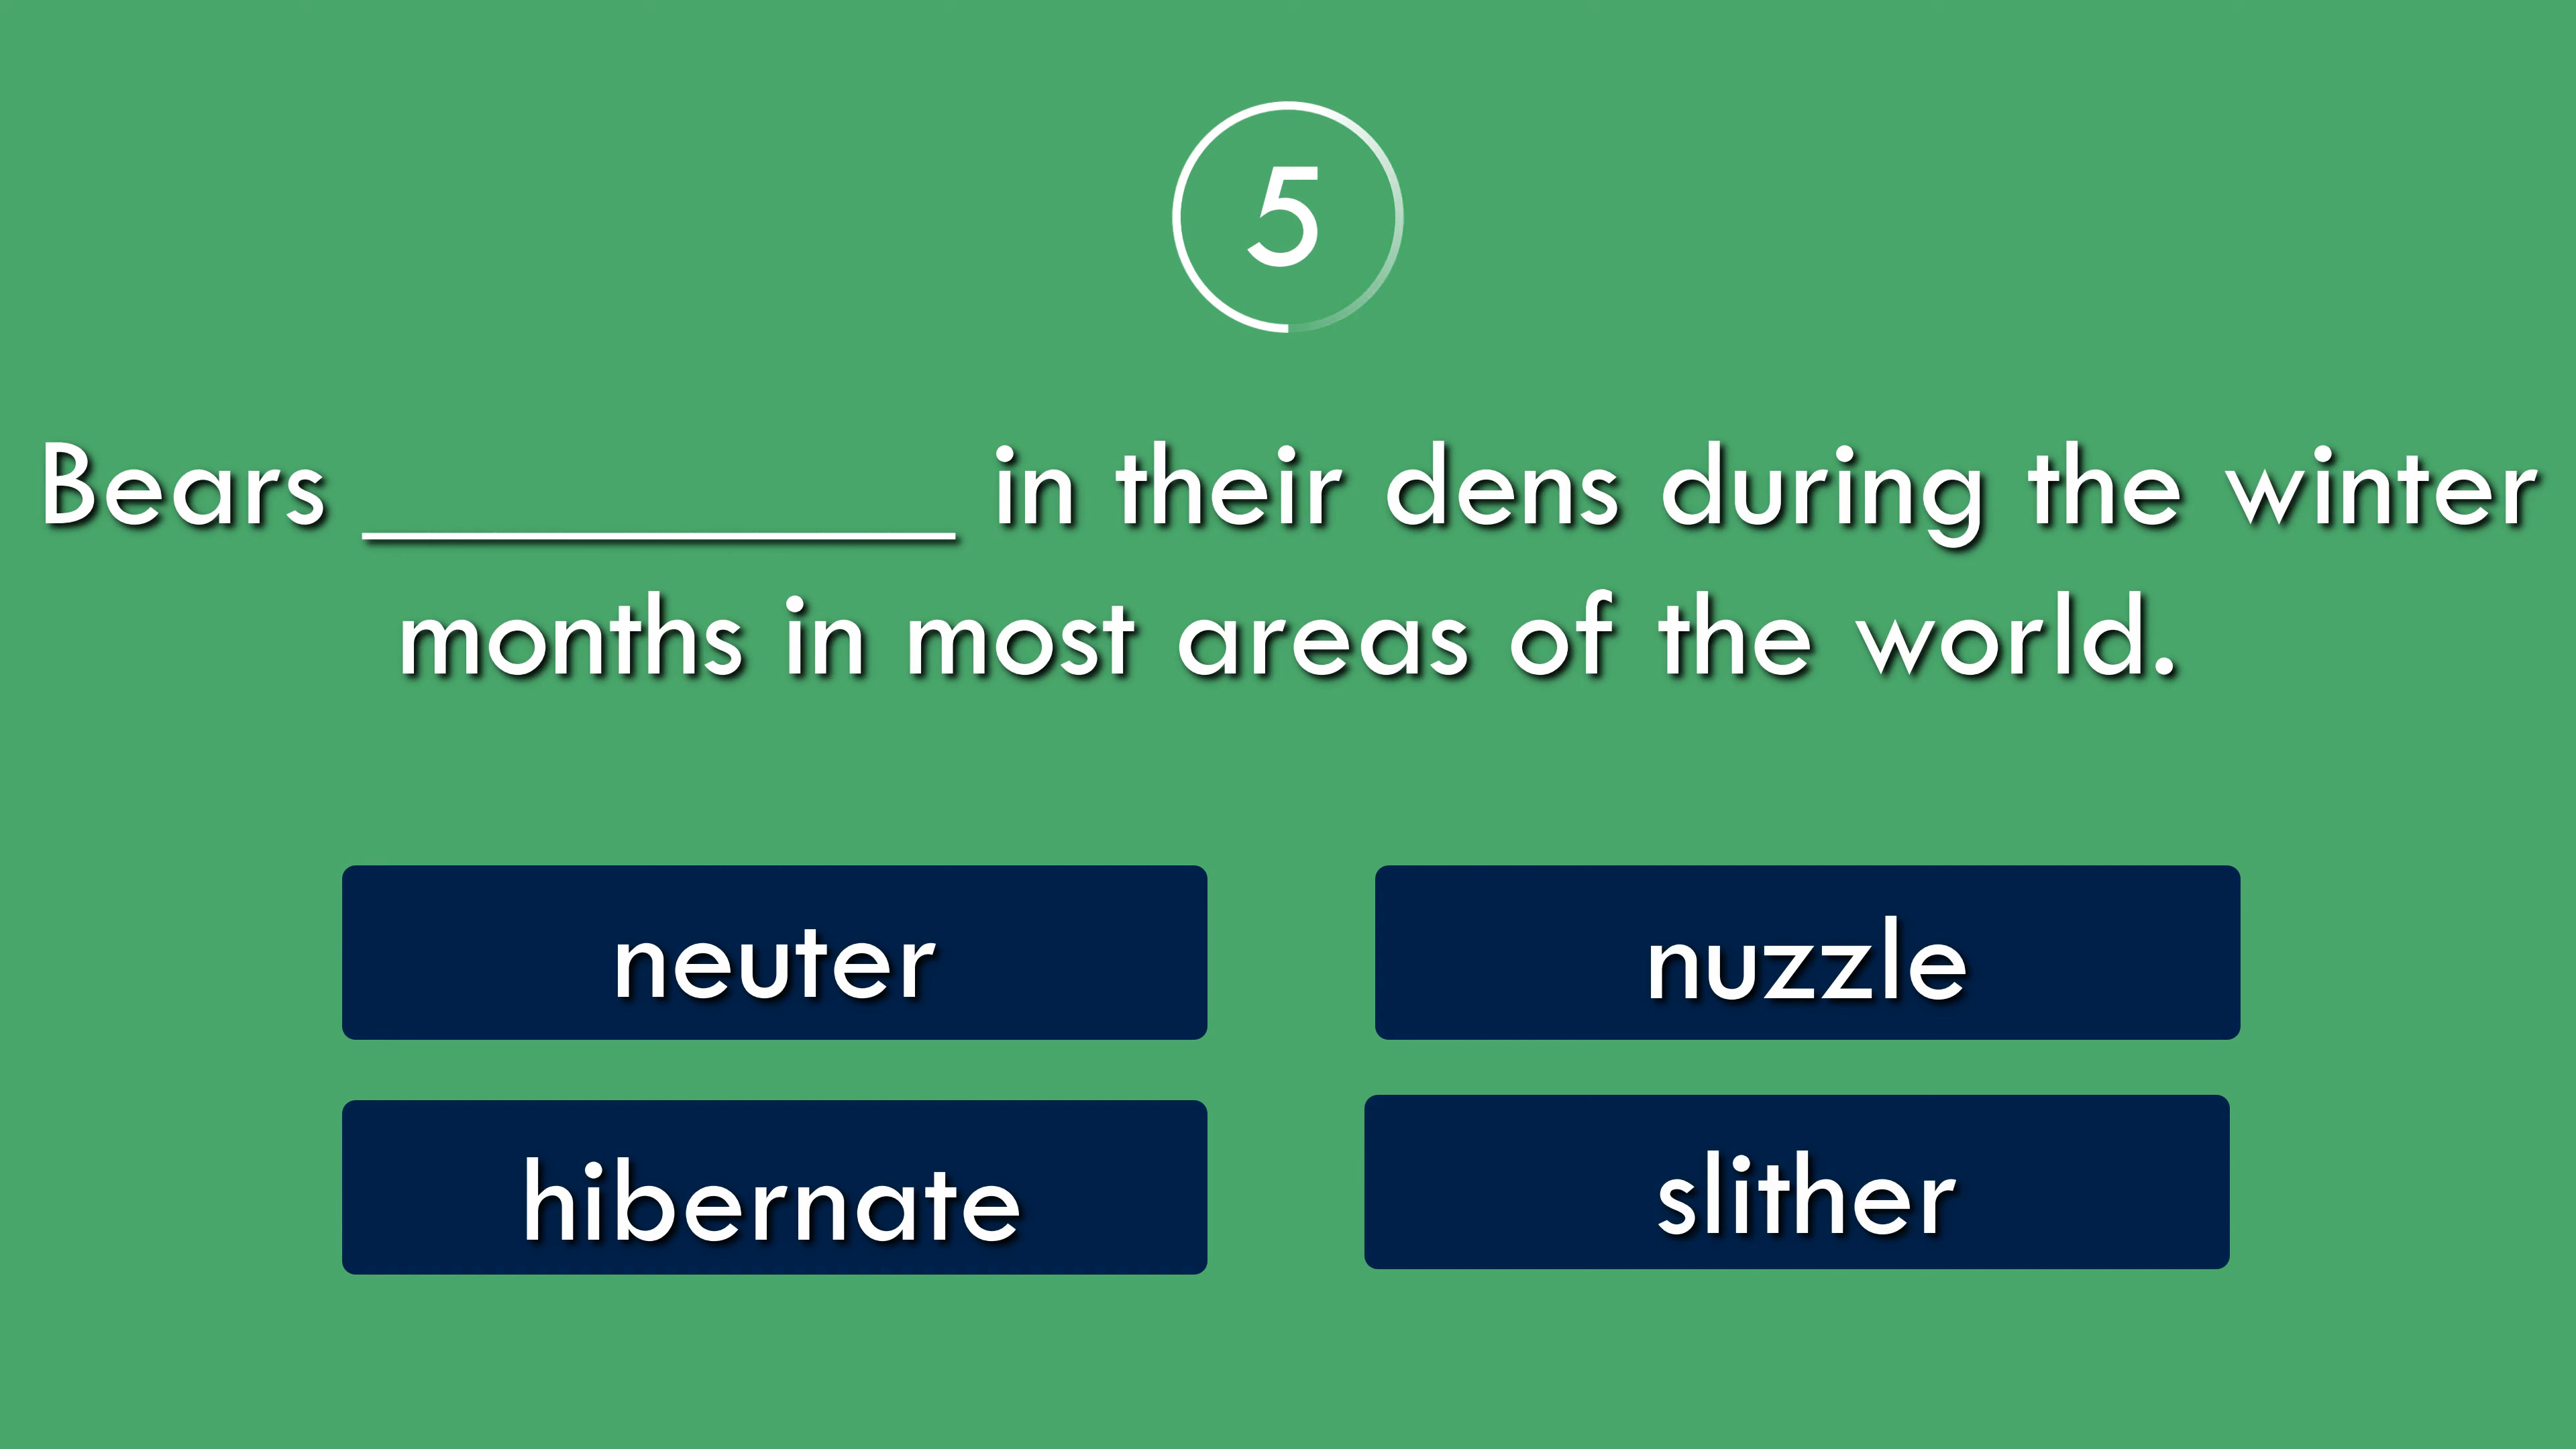 5
Bears __________ in their dens during the winter
months in most areas of the world.
neuter
nuzzle
hibernate
slither